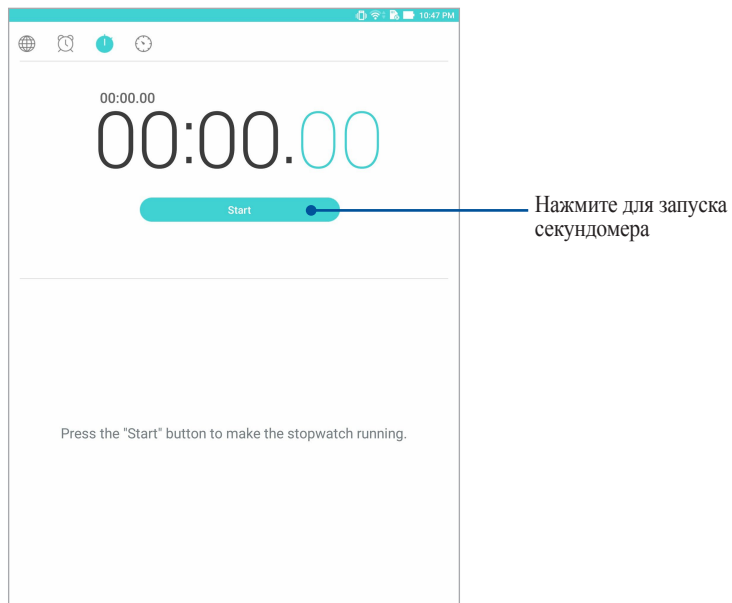 10:47 PM
00:00.00
00:00.00
Start
Нажмите для запуска
секундомера
Press the "Start" button to make the stopwatch running.